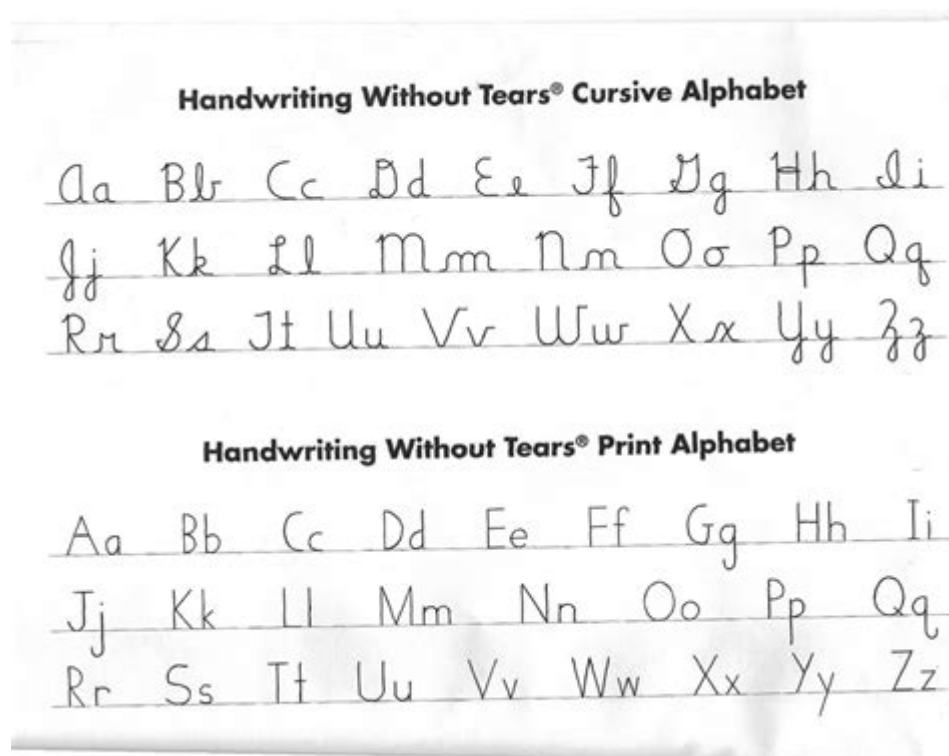 Handwriting Without Tears® Cursive Alphabet
Aa Bb Cc Dd Ee Ff Gg Hh Ii
Jj Kk Ll Mm Nn Oo Pp Qq
Rr Ss Tt Uu Vv Ww Xx Yy Zz
Handwriting Without Tears® Print Alphabet
Aa Bb Cc Dd Ee Ff Gg Hh Ii
Jj Kk Ll Mm Nn Oo Pp Qq
Rr Ss Tt Uu Vv Ww Xx Yy Zz